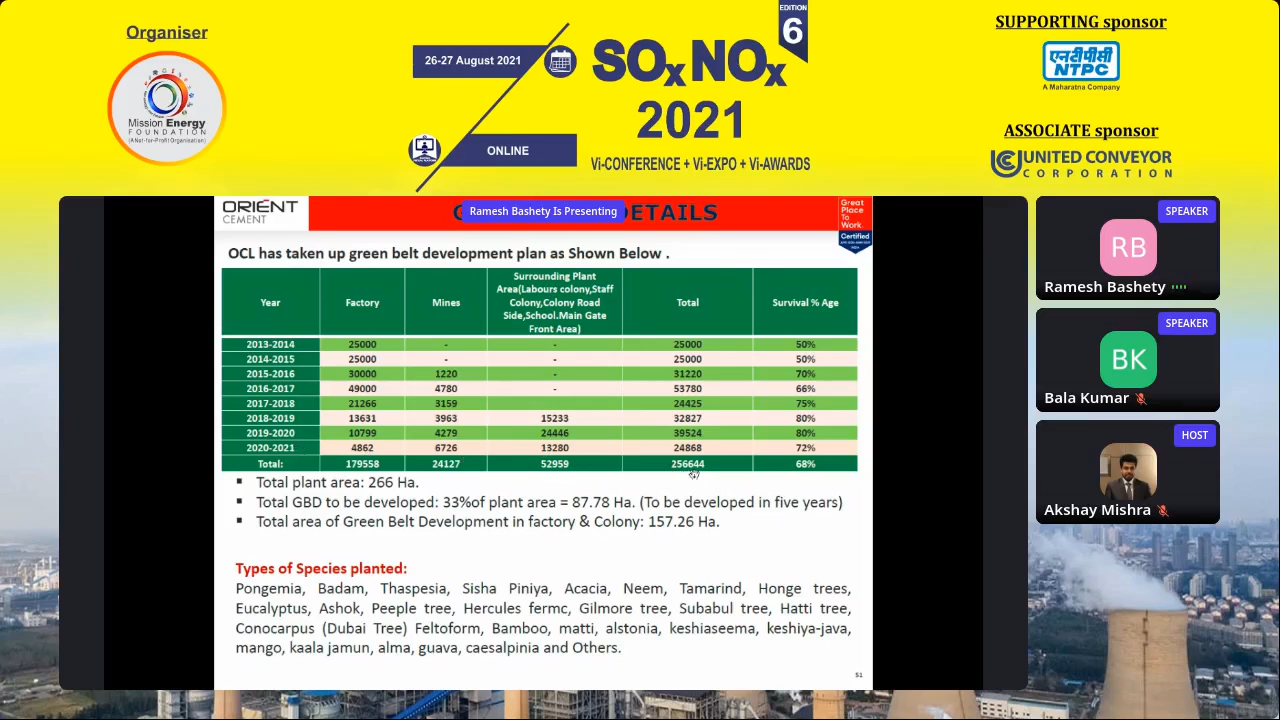 Organiser
Mission Energy
FOUNDATION
(A Not-for-Profit Organisation)
26-27 August 2021
ONLINE
EDITION
6
SOxNOx
2021
Vi-CONFERENCE + Vi-EXPO + Vi-AWARDS
SUPPORTING sponsor
एनटीपीसी
NTPC
A Maharatna Company
ASSOCIATE sponsor
UNITED CONVEYOR
CORPORATION
ORIENT
CEMENT
Ramesh Bashety Is Presenting
ETAILS
Great
Place
To
Work.
Certified
OCL has taken up green belt development plan as Shown Below .
Year Factory Mines Surrounding Plant Area(Labours colony,Staff Colony,Colony Road Side,School.Main Gate Front Area) Total Survival % Age
2013-2014 25000 - - 25000 50%
2014-2015 25000 - - 25000 50%
2015-2016 30000 1220 - 31220 70%
2016-2017 49000 4780 - 53780 66%
2017-2018 21266 3159 24425 75%
2018-2019 13631 3963 15233 32827 80%
2019-2020 10799 4279 24446 39524 80%
2020-2021 4862 6726 13280 24868 72%
Total: 179558 24127 52959 256644 68%
▪ Total plant area: 266 Ha.
▪ Total GBD to be developed: 33%of plant area = 87.78 Ha. (To be developed in five years)
▪ Total area of Green Belt Development in factory & Colony: 157.26 Ha.
Types of Species planted:
Pongemia, Badam, Thaspesia, Sisha Piniya, Acacia, Neem, Tamarind, Honge trees,
Eucalyptus, Ashok, Peeple tree, Hercules fermc, Gilmore tree, Subabul tree, Hatti tree,
Conocarpus (Dubai Tree) Feltoform, Bamboo, matti, alstonia, keshiaseema, keshiya-java,
mango, kaala jamun, alma, guava, caesalpinia and Others.
51
SPEAKER
RB
Ramesh Bashety
SPEAKER
BK
Bala Kumar
HOST
Akshay Mishra